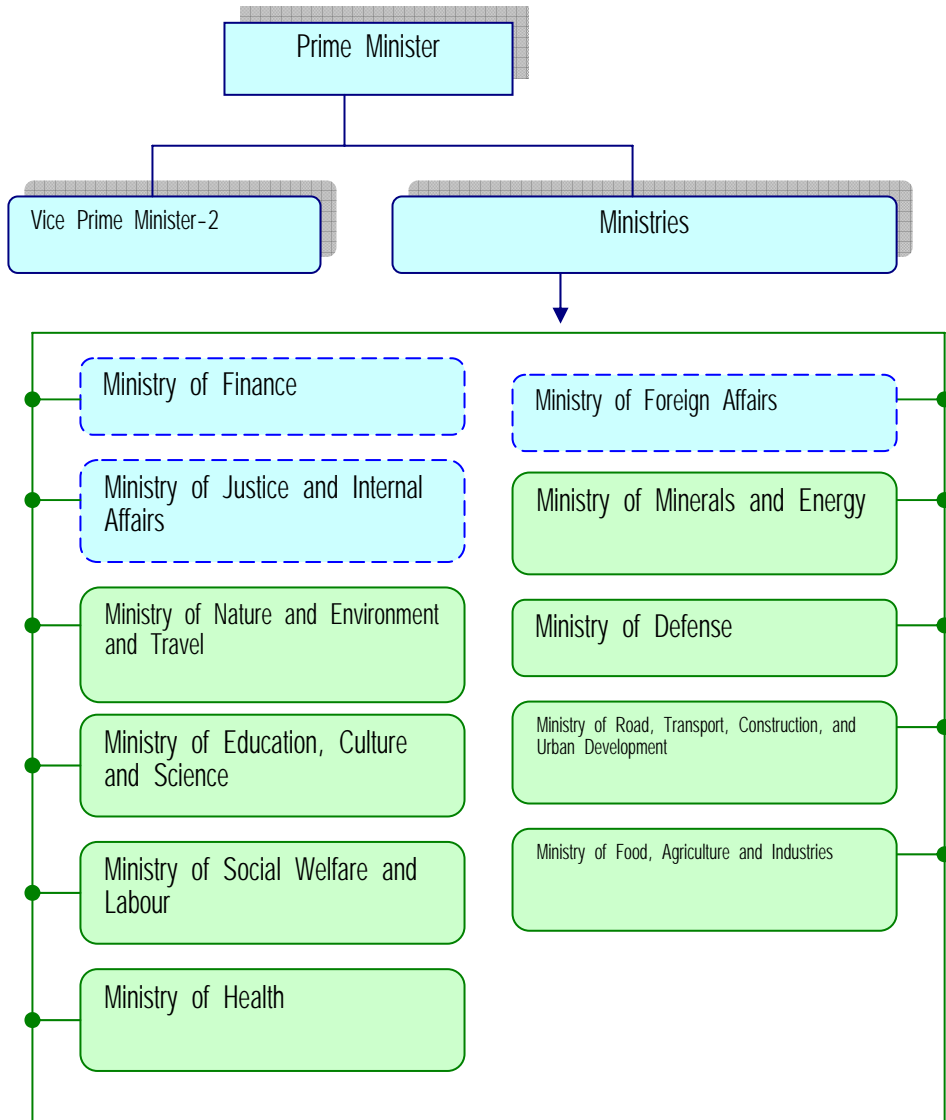 Prime Minister
Vice Prime Minister-2
Ministries
Ministry of Finance
Ministry of Foreign Affairs
Ministry of Justice and Internal
Affairs
Ministry of Minerals and Energy
Ministry of Nature and Environment
and Travel
Ministry of Defense
Ministry of Education, Culture
and Science
Ministry of Road, Transport, Construction, and
Urban Development
Ministry of Social Welfare and
Labour
Ministry of Food, Agriculture and Industries
Ministry of Health